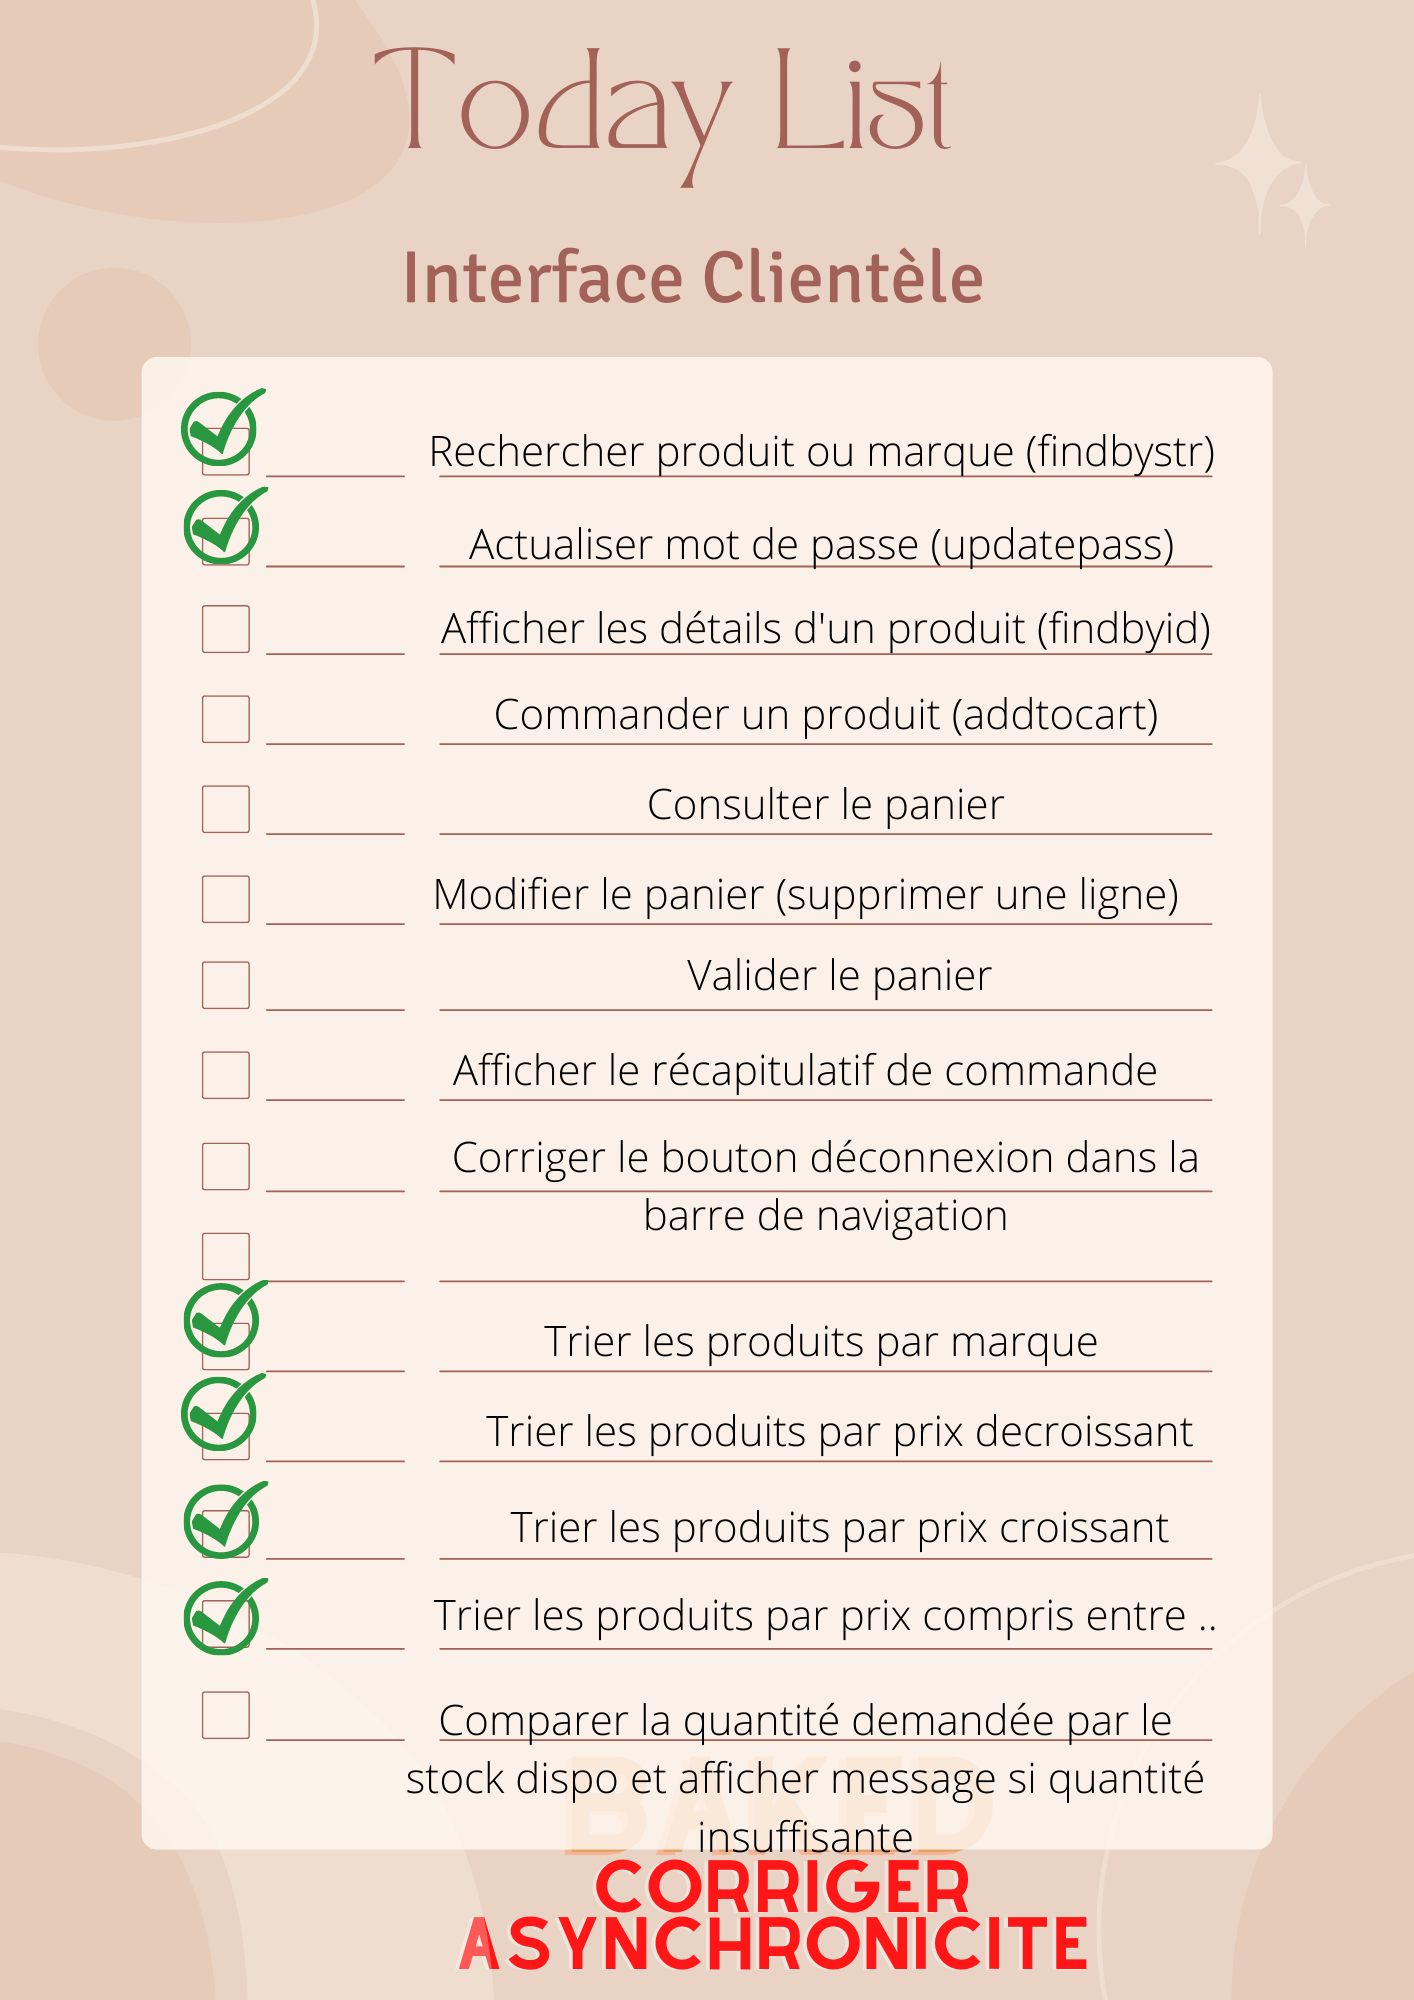 Today List
Interface Clientèle
Rechercher produit ou marque (findbystr)
Actualiser mot de passe (updatepass)
Afficher les détails d'un produit (findbyid)
Commander un produit (addtocart)
Consulter le panier
Modifier le panier (supprimer une ligne)
Valider le panier
Afficher le récapitulatif de commande
Corriger le bouton déconnexion dans la
barre de navigation
Trier les produits par marque
Trier les produits par prix decroissant
Trier les produits par prix croissant
Trier les produits par prix compris entre ..
Comparer la quantité demandée par le
stock dispo et afficher message si quantité
insuffisante
BAKED
CORRIGER
ASYNCHRONICITE